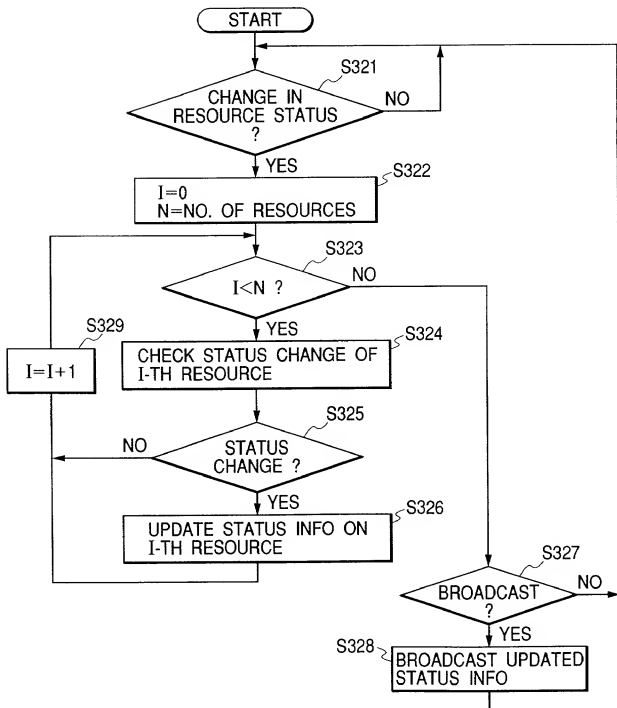 START
S321
CHANGE IN
RESOURCE STATUS
?
NO
YES
S322
I=0
N=NO. OF RESOURCES
S323
I<N ?
NO
YES
S329
I=I+1
S324
CHECK STATUS CHANGE OF
I-TH RESOURCE
S325
STATUS
CHANGE ?
NO
YES
S326
UPDATE STATUS INFO ON
I-TH RESOURCE
S327
BROADCAST
?
NO
YES
S328
BROADCAST UPDATED
STATUS INFO